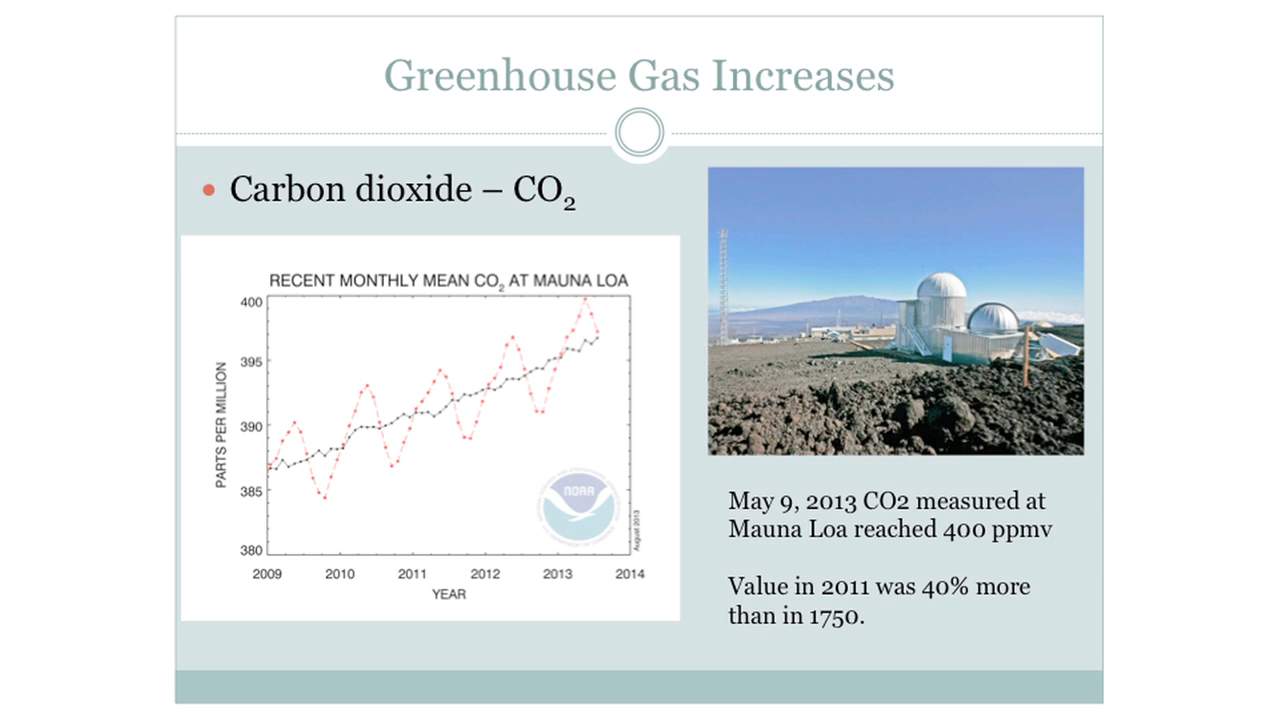 Greenhouse Gas Increases
• Carbon dioxide – CO₂
RECENT MONTHLY MEAN CO₂ AT MAUNA LOA
400
395
390
385
380
PARTS PER MILLION
2009 2010 2011 2012 2013 2014
YEAR
NOAA
August 2013
May 9, 2013 CO2 measured at
Mauna Loa reached 400 ppmv
Value in 2011 was 40% more
than in 1750.